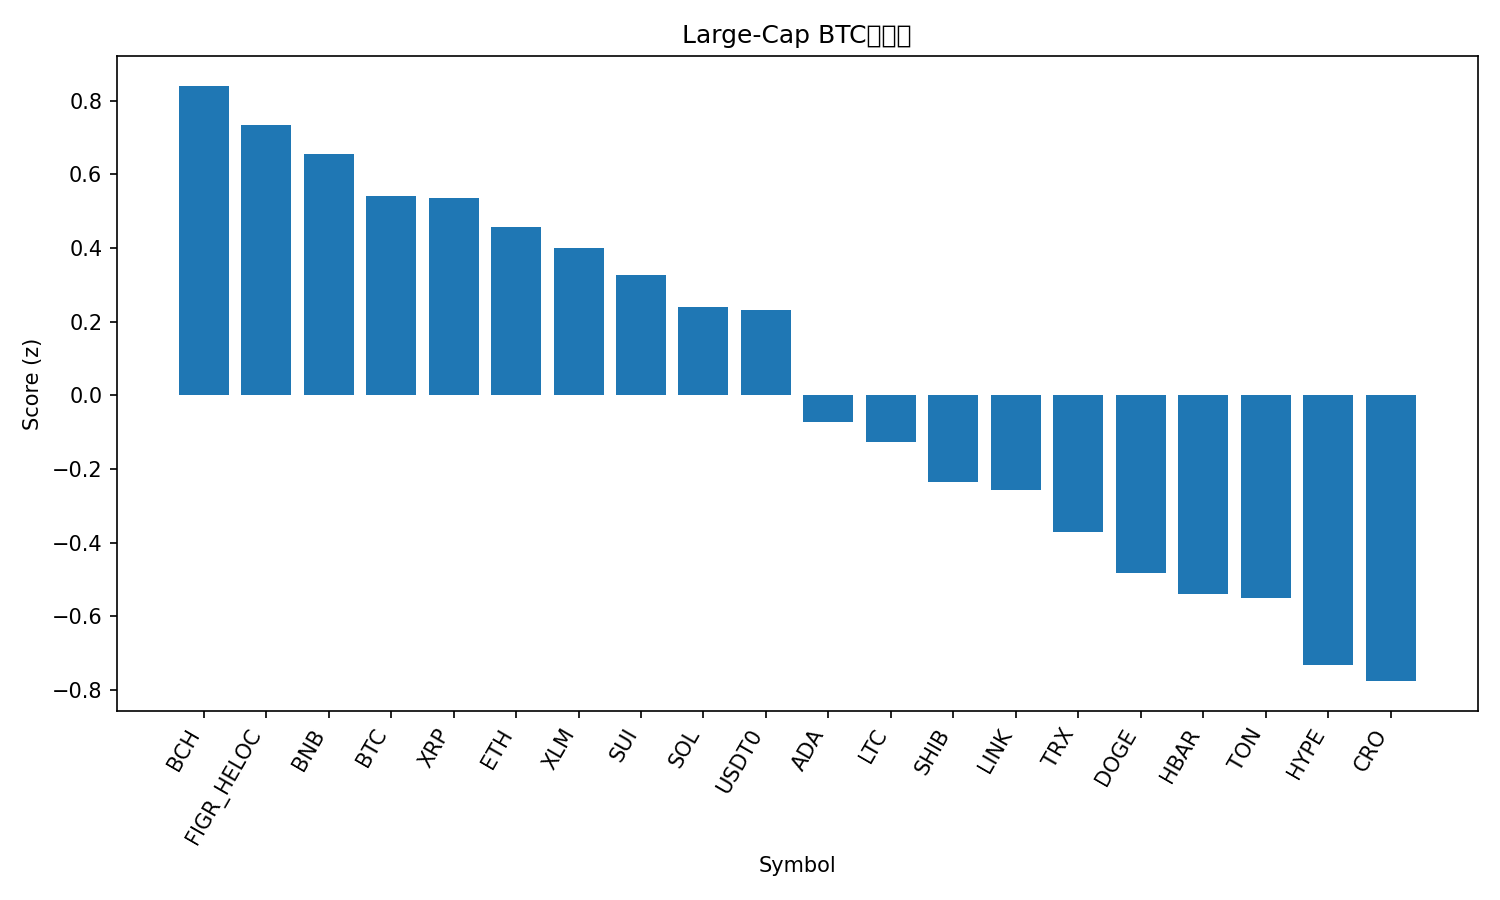 Large-Cap BTC
Score (z)
0.8
0.6
0.4
0.2
0.0
−0.2
−0.4
−0.6
−0.8
BCH
FIGR_HELOC
BNB
BTC
XRP
ETH
XLM
SUI
SOL
USDT0
ADA
LTC
SHIB
LINK
TRX
DOGE
HBAR
TON
HYPE
CRO
Symbol